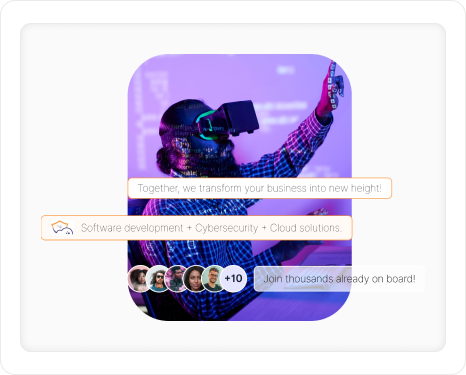 Together, we transform your business into new height!
Software development + Cybersecurity + Cloud solutions.
+10
Join thousands already on board!